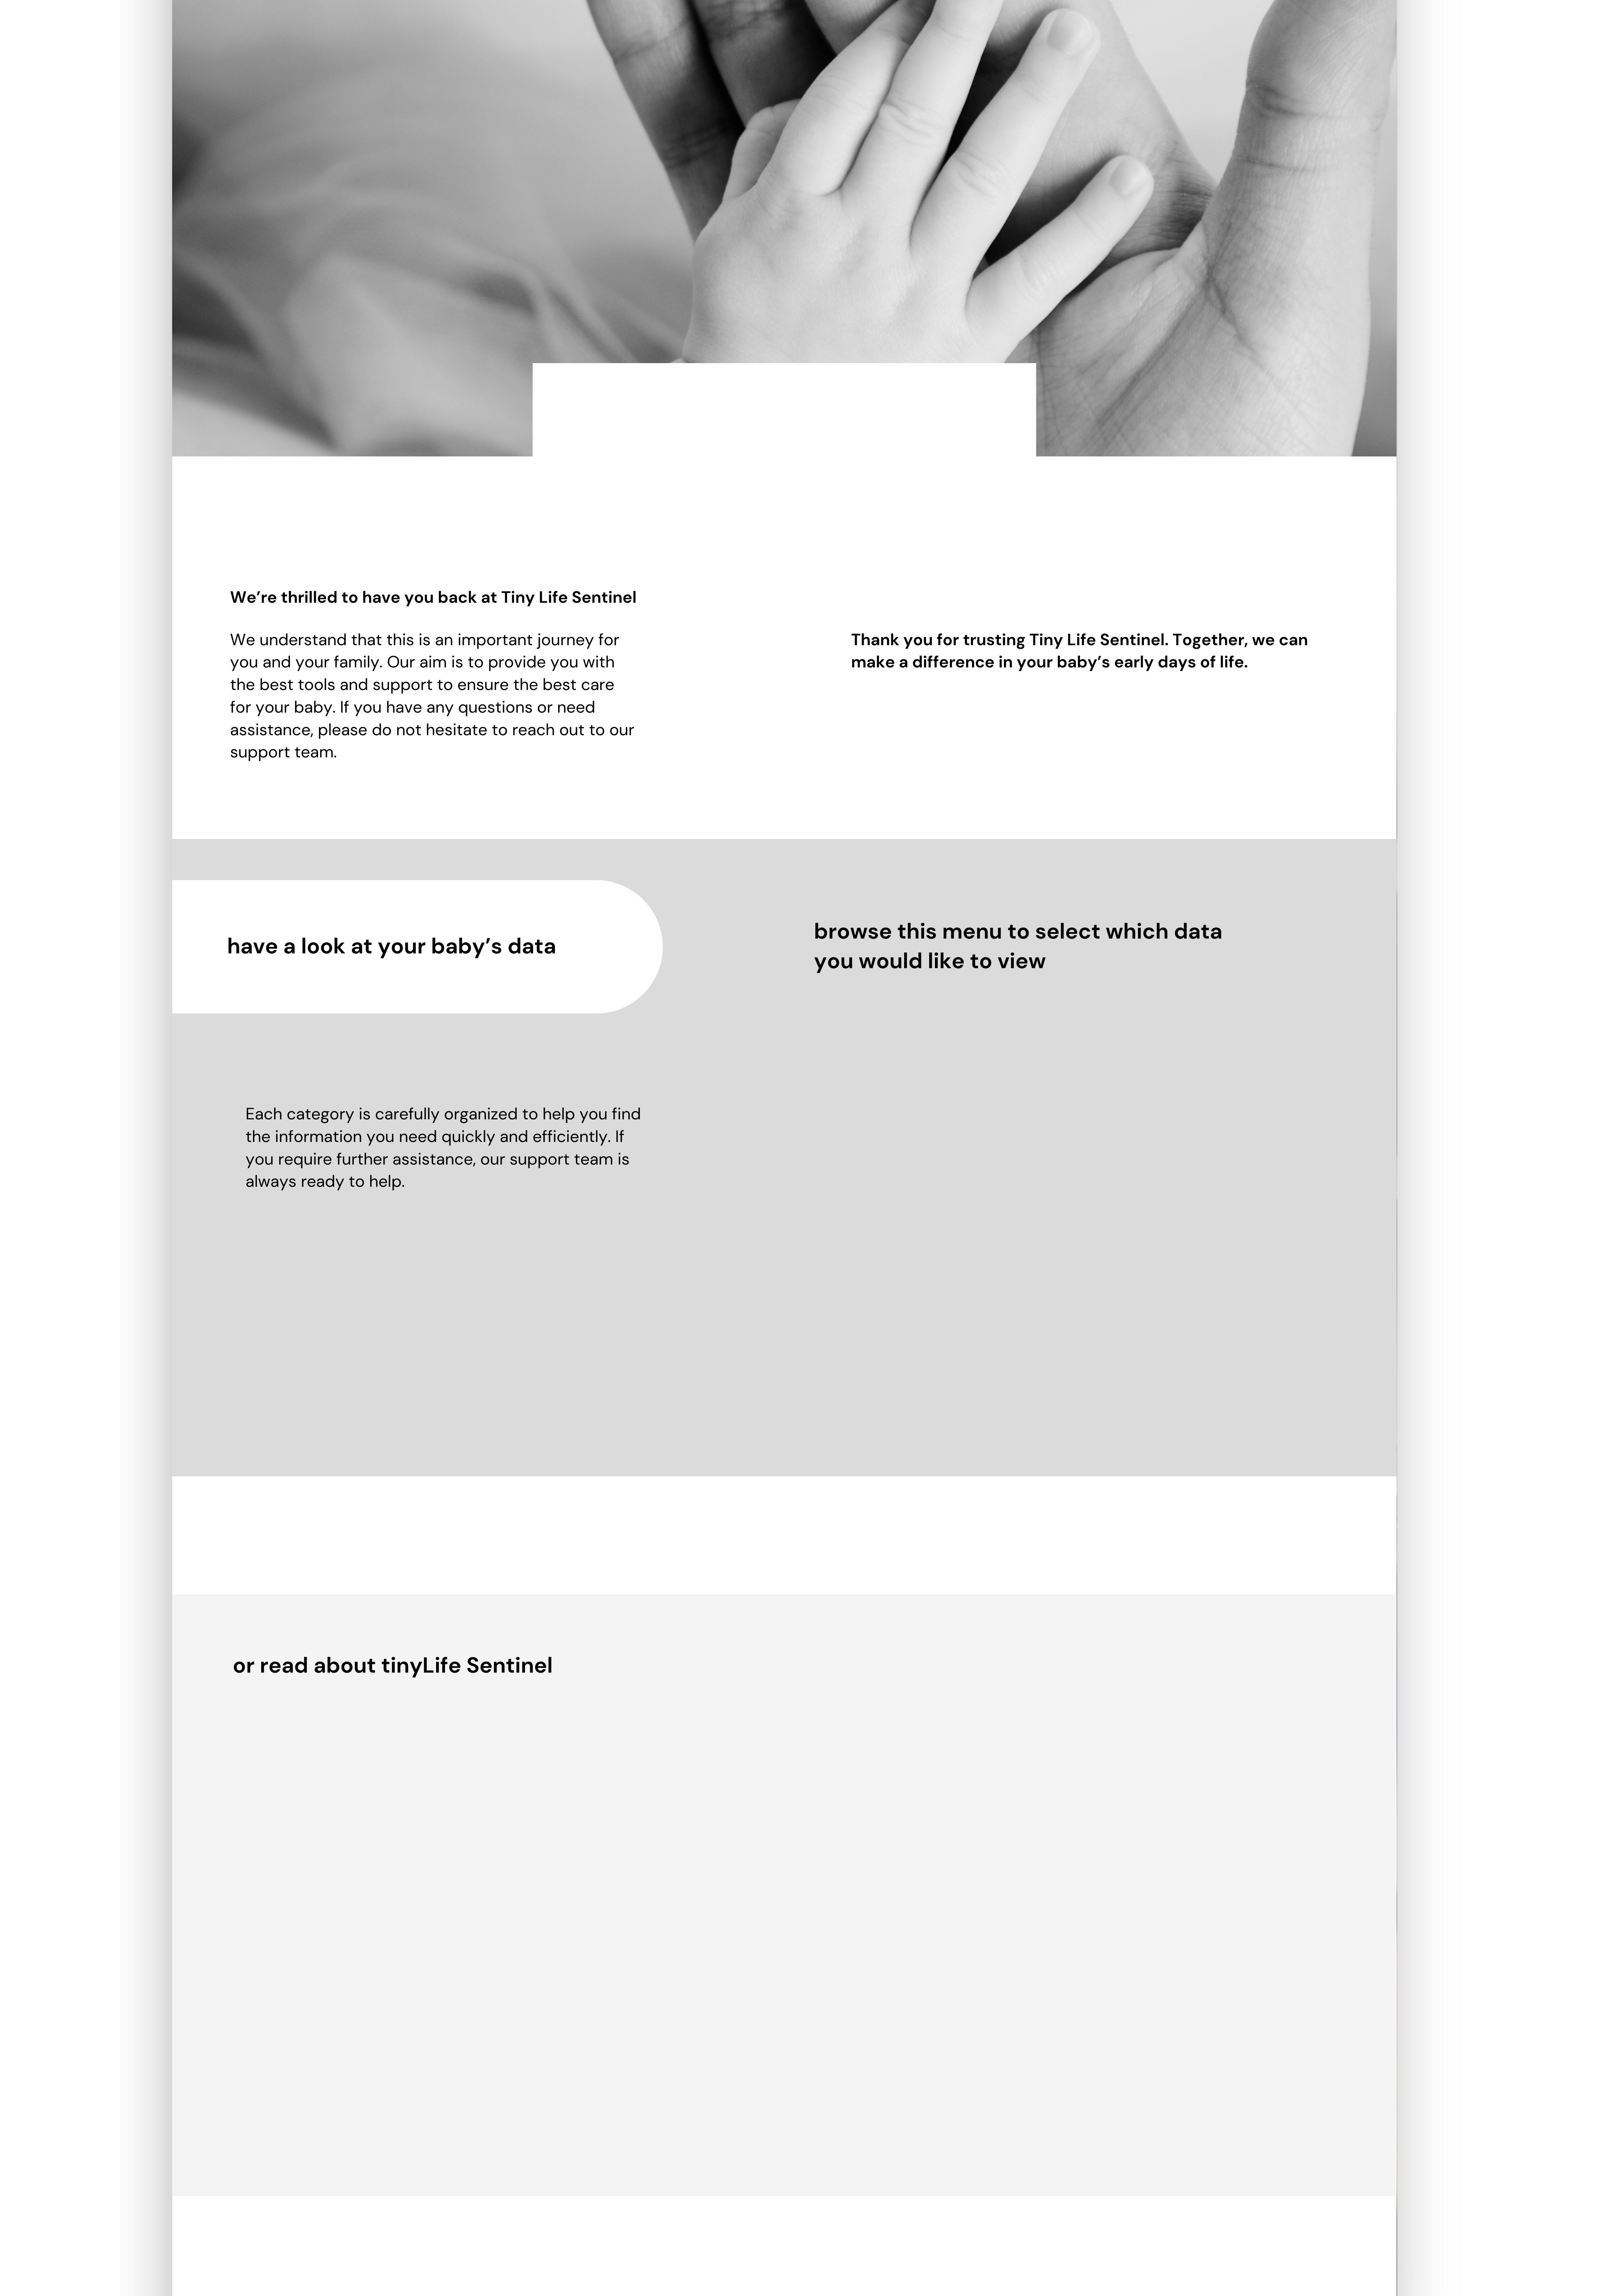 We’re thrilled to have you back at Tiny Life Sentinel
We understand that this is an important journey for
you and your family. Our aim is to provide you with
the best tools and support to ensure the best care
for your baby. If you have any questions or need
assistance, please do not hesitate to reach out to our
support team.
Thank you for trusting Tiny Life Sentinel. Together, we can
make a difference in your baby’s early days of life.
have a look at your baby’s data
browse this menu to select which data
you would like to view
Each category is carefully organized to help you find
the information you need quickly and efficiently. If
you require further assistance, our support team is
always ready to help.
or read about tinyLife Sentinel